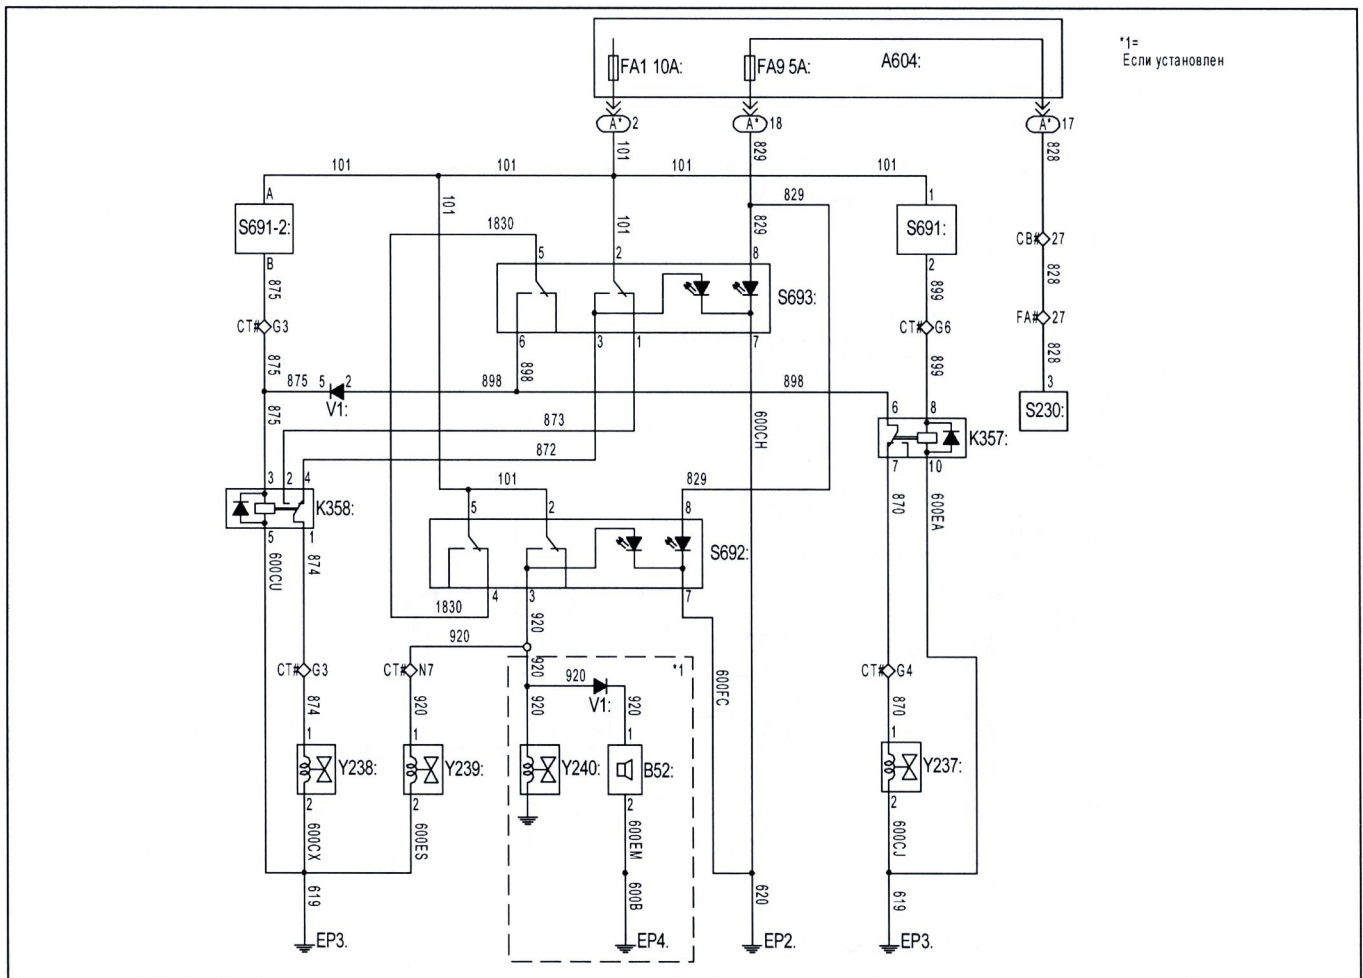 *1=
Если установлен
FA1 10A:
FA9 5A:
A604:
A* 2
A* 18
A* 17
101
829
828
101
101
101
101
829
A
1
S691-2:
101
1830
101
829
S691:
CB# 27
B
5
2
8
2
828
875
S693:
899
CT# G3
6
3
1
7
CT# G6
FA# 27
875
898
899
828
875
5
2
898
898
3
V1:
6
8
S230:
875
873
600CH
K357:
872
7
10
3
2
4
101
829
K358:
5
2
8
870
600EA
5
1
S692:
600CU
874
4
3
7
1830
920
920
CT# G3
CT# N7
920
*1
600FC
CT# G4
920
874
920
920
V1:
920
870
1
1
1
1
Y238:
Y239:
Y240:
B52:
Y237:
2
2
2
2
600CX
600ES
600EM
600CJ
619
600B
620
619
EP3.
EP4.
EP2.
EP3.